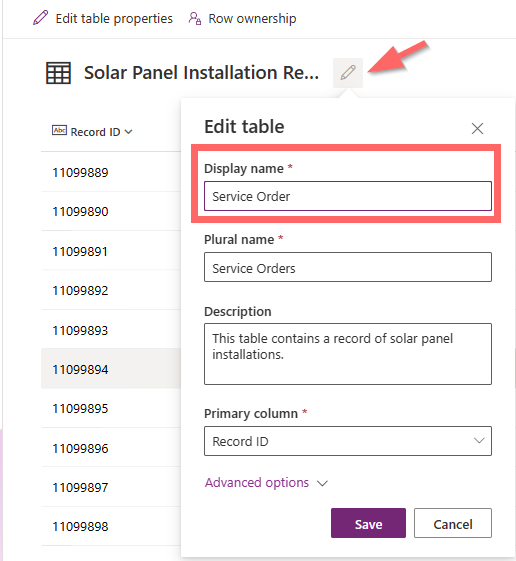 Edit table properties
Row ownership
Solar Panel Installation Re...
Abc Record ID
11099889
11099890
11099891
11099892
11099893
11099894
11099895
11099896
11099897
11099898
Edit table
Display name *
Service Order
Plural name *
Service Orders
Description
This table contains a record of solar panel
installations.
Primary column *
Record ID
Advanced options
Save
Cancel